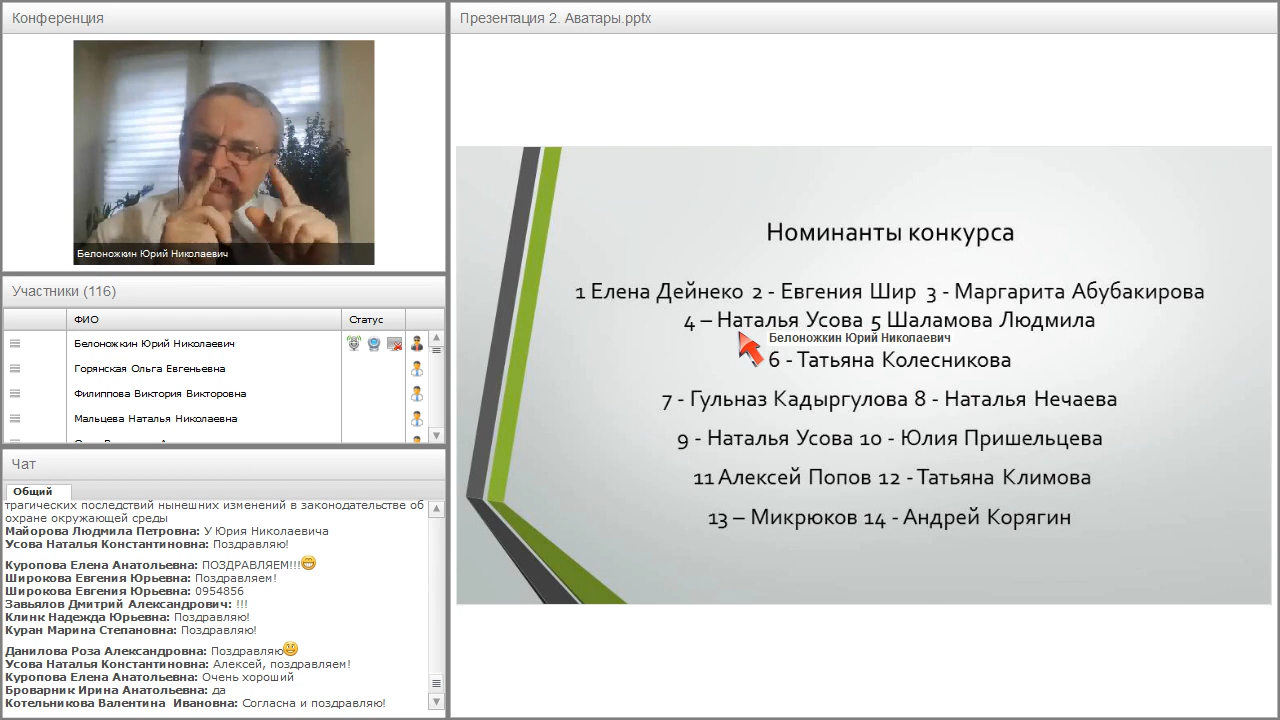 Конференция
Белоножкин Юрий Николаевич
Участники (116)
ФИО
Статус
Белоножкин Юрий Николаевич
Горянская Ольга Евгеньевна
Филиппова Виктория Викторовна
Мальцева Наталья Николаевна
Чат
Общий
трагических последствий нынешних изменений в законодательстве об
охране окружающей среды
Майорова Людмила Петровна: У Юрия Николаевича
Усова Наталья Константиновна: Поздравляю!
Куропова Елена Анатольевна: ПОЗДРАВЛЯЕМ!!!
Широкова Евгения Юрьевна: Поздравляем!
Широкова Евгения Юрьевна: 0954856
Завьялов Дмитрий Александрович: !!!
Клинк Надежда Юрьевна: Поздравляю!
Куран Марина Степановна: Поздравляю!
Данилова Роза Александровна: Поздравляю
Усова Наталья Константиновна: Алексей, поздравляем!
Куропова Елена Анатольевна: Очень хороший
Броварник Ирина Анатольевна: да
Котельникова Валентина Ивановна: Согласна и поздравляю!
Презентация 2. Аватары.pptx
Номинанты конкурса
1 Елена Дейнеко 2 - Евгения Шир 3 - Маргарита Абубакирова
4 – Наталья Усова 5 Шаламова Людмила
Белоножкин Юрий Николаевич
6 - Татьяна Колесникова
7 - Гульназ Кадыргулова 8 - Наталья Нечаева
9 - Наталья Усова 10 - Юлия Пришельцева
11 Алексей Попов 12 - Татьяна Климова
13 – Микрюков 14 - Андрей Корягин